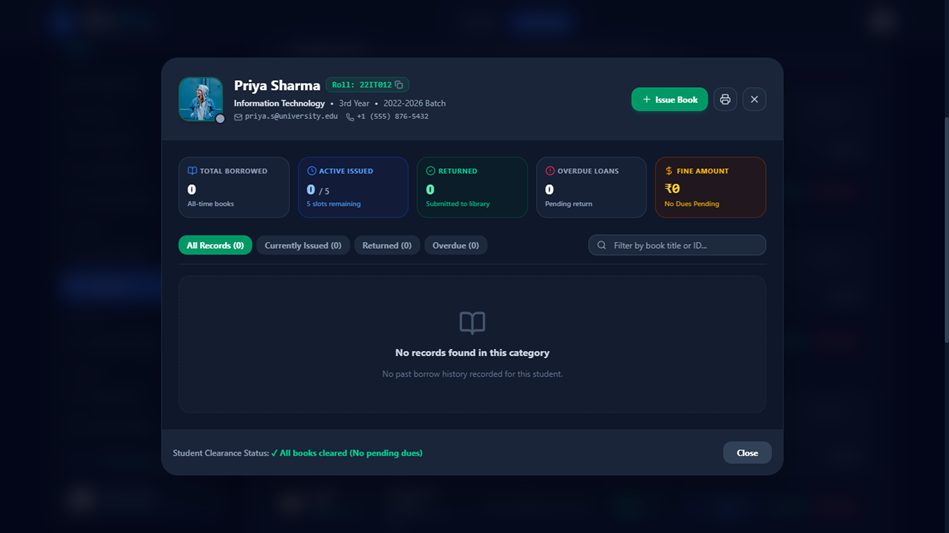 Priya Sharma Roll: 22IT012
Information Technology • 3rd Year • 2022-2026 Batch
priya.s@university.edu +1 (555) 876-5432
+ Issue Book
TOTAL BORROWED
0
All-time books
ACTIVE ISSUED
0 / 5
5 slots remaining
RETURNED
0
Submitted to library
OVERDUE LOANS
0
Pending return
FINE AMOUNT
₹0
No Dues Pending
All Records (0) Currently Issued (0) Returned (0) Overdue (0)
Filter by book title or ID...
No records found in this category
No past borrow history recorded for this student.
Student Clearance Status: ✓ All books cleared (No pending dues)
Close